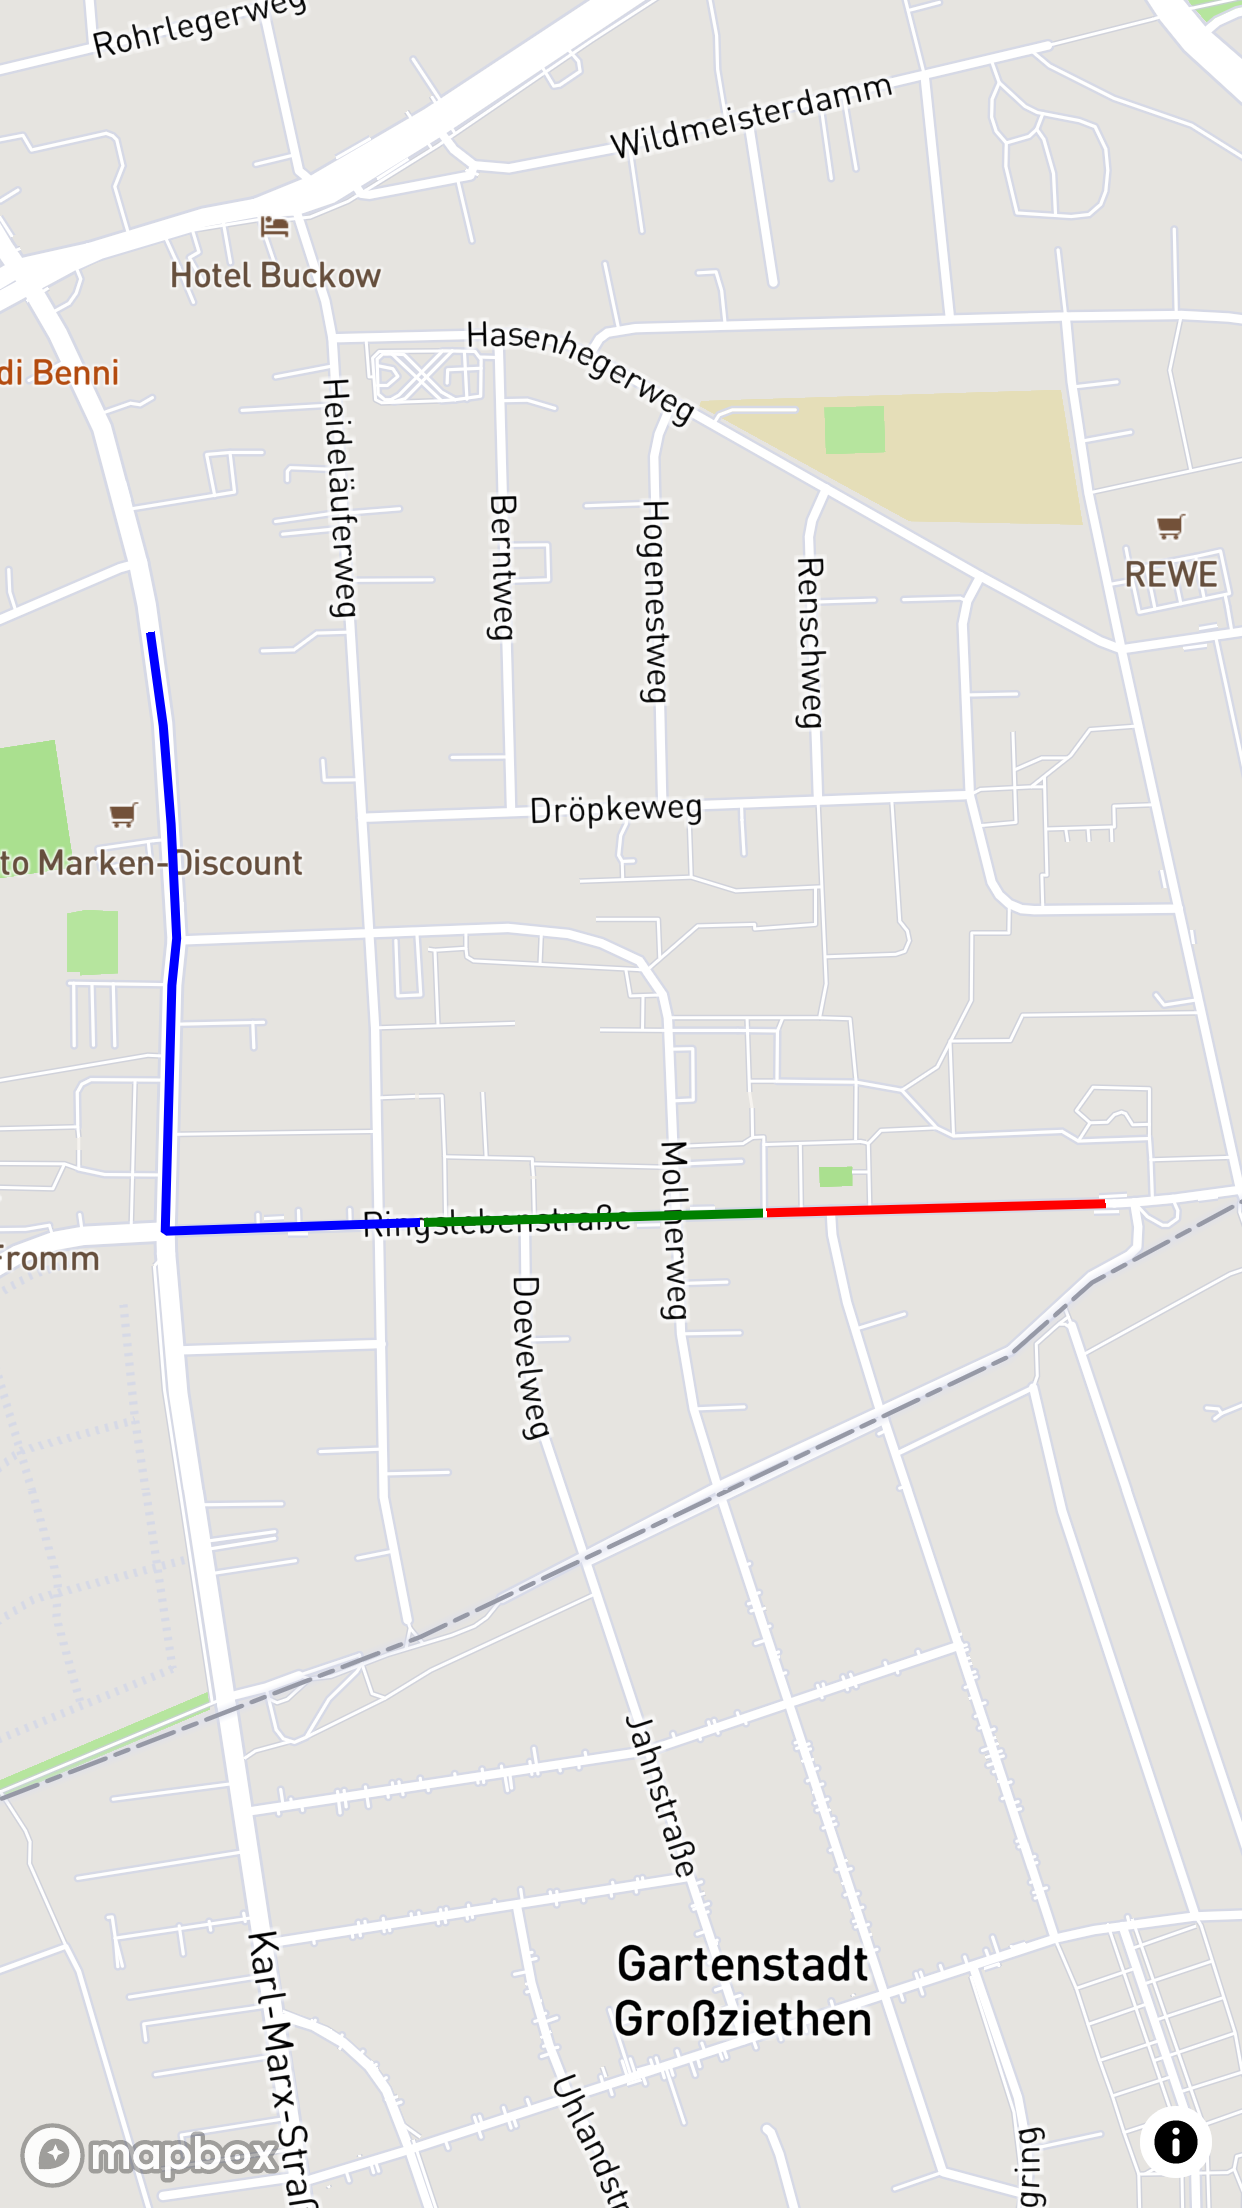 Rohrlegerweg
Wildmeisterdamm
Hotel Buckow
Hasenhegerweg
di Benni
Heideläuferweg
Berntweg
Hogenestweg
Renschweg
REWE
Dröpkeweg
to Marken-Discount
Mollnerweg
Ringslebenstraße
Fromm
Doevelweg
Jahnstraße
Karl-Marx-Straß
Gartenstadt
Großziethen
Uhlandstr
gring
mapbox